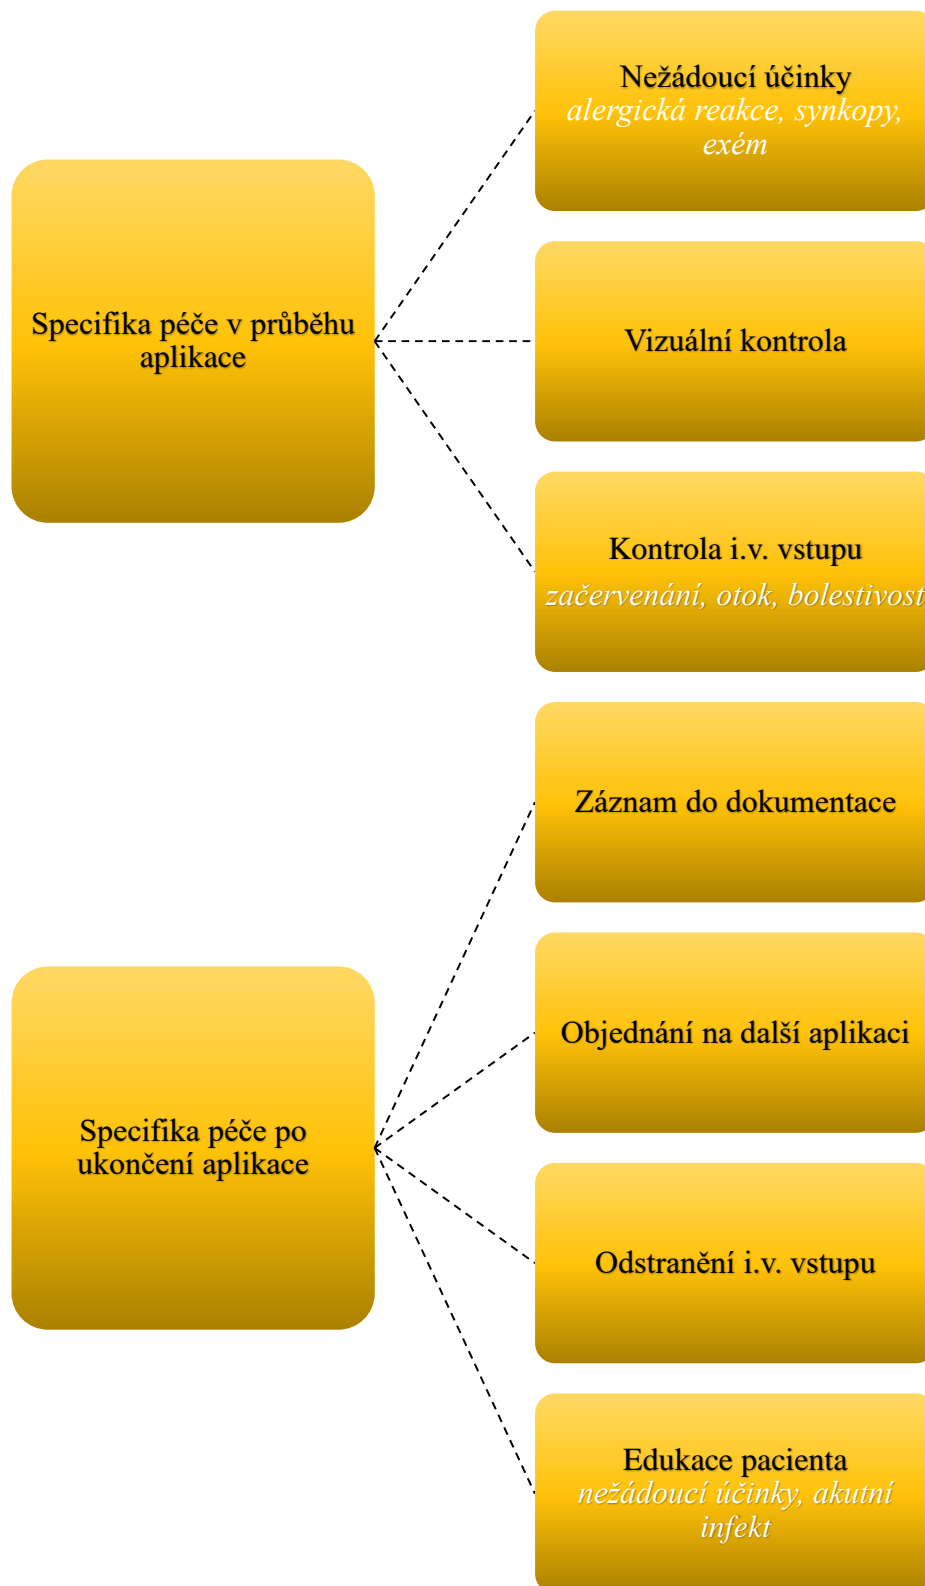 Specifika péče v průběhu
aplikace
Nežádoucí účinky
alergická reakce, synkopy,
exém
Vizuální kontrola
Kontrola i.v. vstupu
začervenání, otok, bolestivost
Specifika péče po
ukončení aplikace
Záznam do dokumentace
Objednání na další aplikaci
Odstranění i.v. vstupu
Edukace pacienta
nežádoucí účinky, akutní
infekt